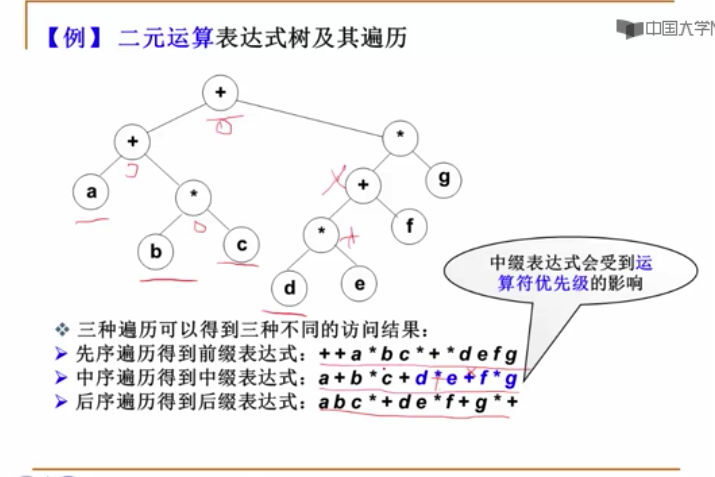 【例】 二元运算表达式树及其遍历
中国大学M
+
+
*
a
*
+
g
b
c
*
f
d
e
中缀表达式会受到运
算符优先级的影响
❖ 三种遍历可以得到三种不同的访问结果：
➢ 先序遍历得到前缀表达式：++a*bc*+*defg
➢ 中序遍历得到中缀表达式：a+b*c+d*e+f*g
➢ 后序遍历得到后缀表达式：abc*+de*f+g*+